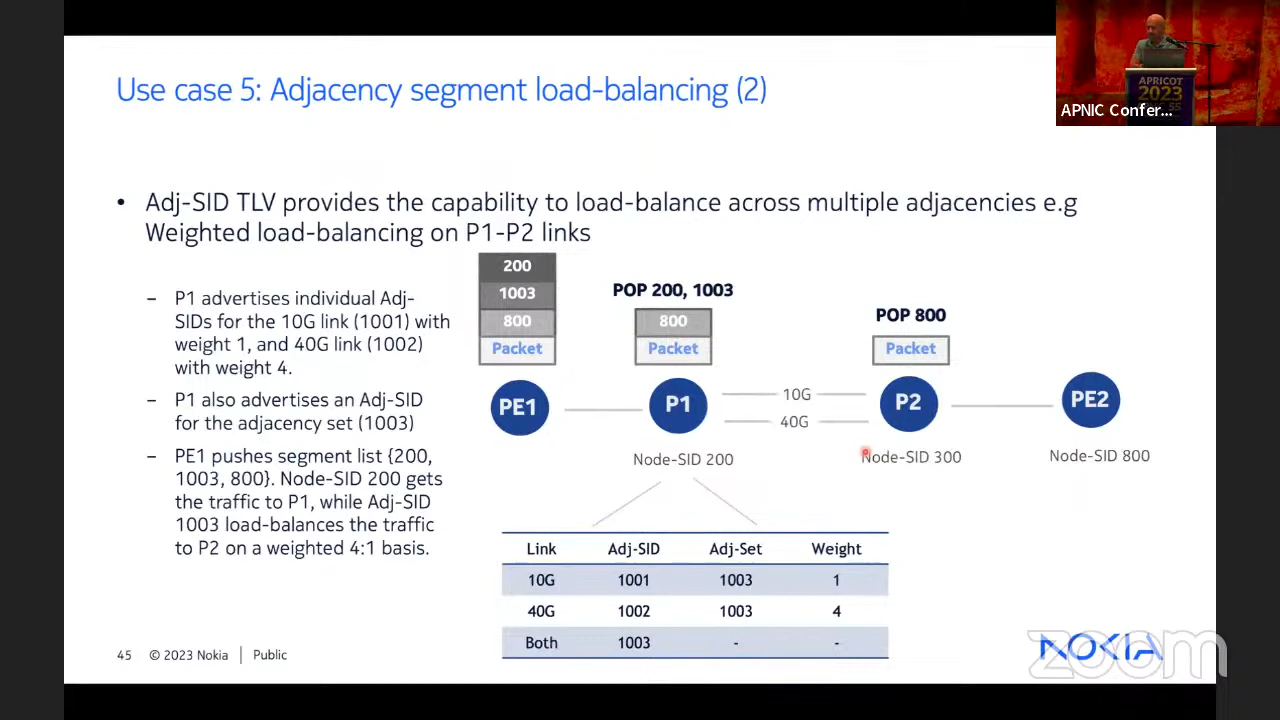 Use case 5: Adjacency segment load-balancing (2)
APRICOT
2023
APNIC Confer...
• Adj-SID TLV provides the capability to load-balance across multiple adjacencies e.g
Weighted load-balancing on P1-P2 links
– P1 advertises individual Adj-
SIDs for the 10G link (1001) with
weight 1, and 40G link (1002)
with weight 4.
– P1 also advertises an Adj-SID
for the adjacency set (1003)
– PE1 pushes segment list {200,
1003, 800}. Node-SID 200 gets
the traffic to P1, while Adj-SID
1003 load-balances the traffic
to P2 on a weighted 4:1 basis.
200
1003
800
Packet
POP 200, 1003
800
Packet
POP 800
Packet
PE1
P1
10G
40G
P2
PE2
Node-SID 200
Node-SID 300
Node-SID 800
Link Adj-SID Adj-Set Weight
10G 1001 1003 1
40G 1002 1003 4
Both 1003 - -
45 © 2023 Nokia | Public
NOKIA
zoom